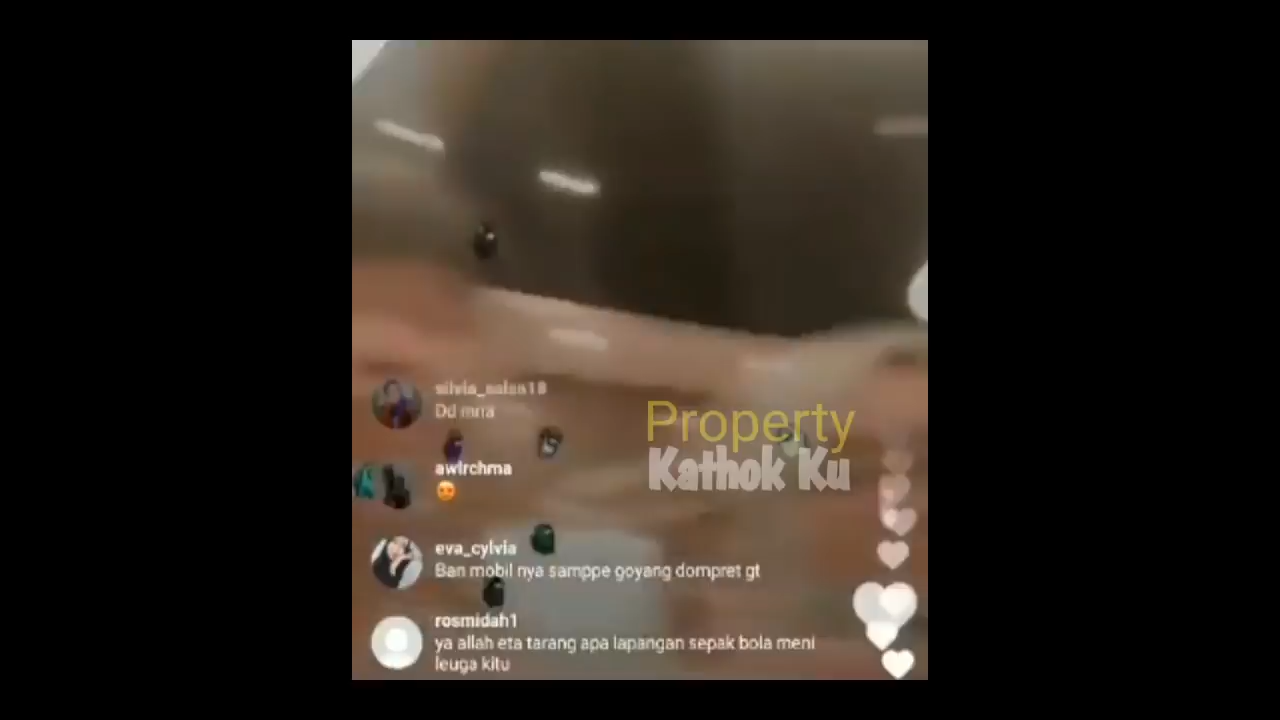 silvia_salsa18
Dd mna
Property
Kathok Ku
awlrchma
eva_cylvia
Ban mobil nya samppe goyang dompret gt
rosmidah1
ya allah eta tarang apa lapangan sepak bola meni
leuga kitu